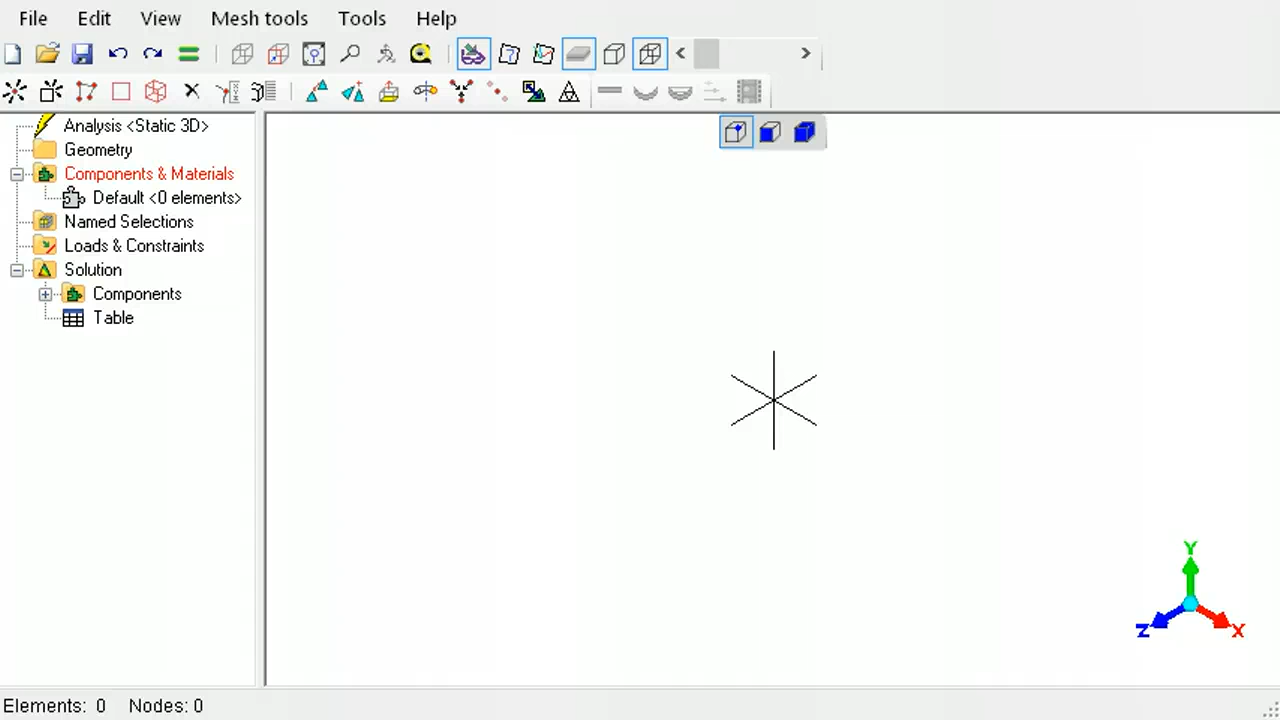 File Edit View Mesh tools Tools Help
Analysis <Static 3D>
Geometry
Components & Materials
Default <0 elements>
Named Selections
Loads & Constraints
Solution
Components
Table
Y
Z X
Elements: 0 Nodes: 0